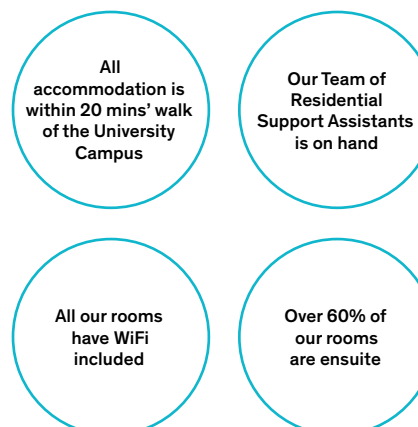 All
accommodation is
within 20 mins' walk
of the University
Campus
Our Team of
Residential
Support Assistants
is on hand
All our rooms
have WiFi
included
Over 60% of
our rooms
are ensuite